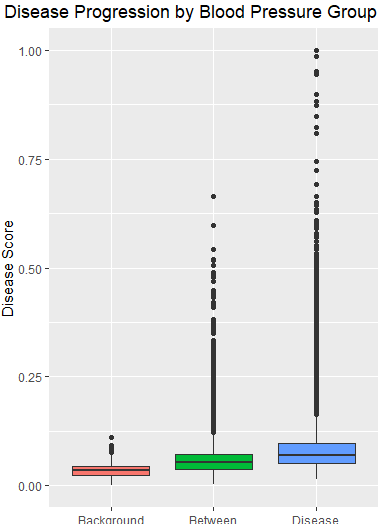 Disease Progression by Blood Pressure Group
1.00
0.75
0.50
0.25
0.00
Disease Score
Background Between Disease